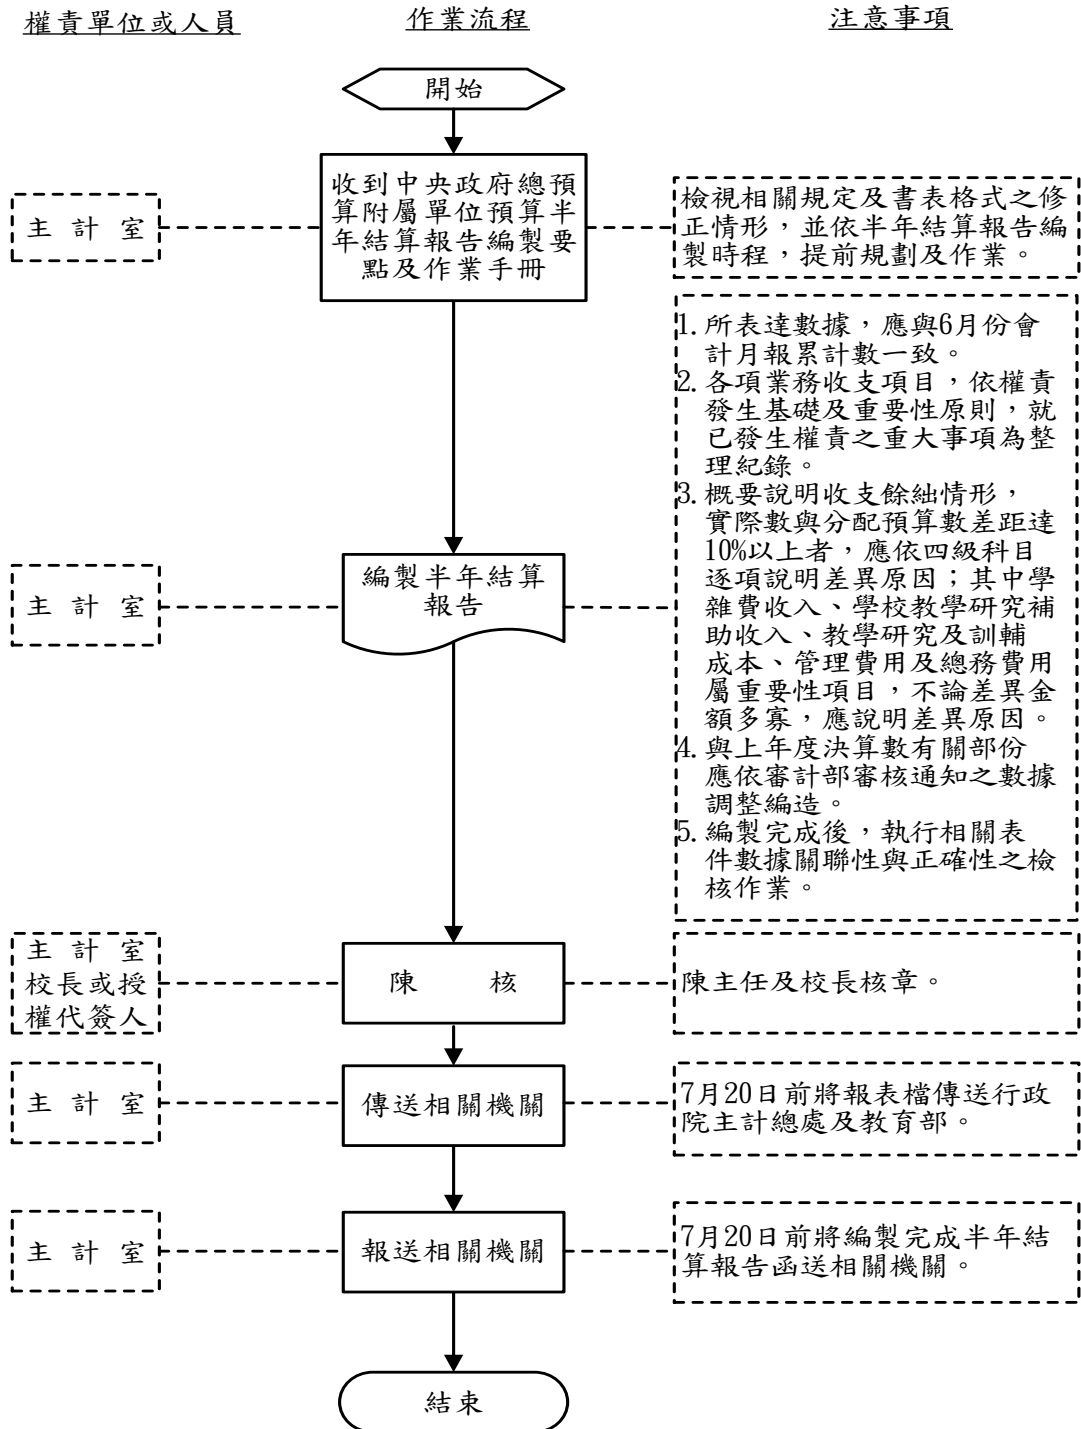 權責單位或人員
作業流程
注意事項
開始
主計室
收到中央政府總預
算附屬單位預算半
年結算報告編製要
點及作業手冊
檢視相關規定及書表格式之修
正情形，並依半年結算報告編
製時程，提前規劃及作業。
主計室
編製半年結算
報告
1. 所表達數據，應與6月份會
計月報累計數一致。
2. 各項業務收支項目，依權責
發生基礎及重要性原則，就
已發生權責之重大事項為整
理紀錄。
3. 概要說明收支餘絀情形，
實際數與分配預算數差距達
10%以上者，應依四級科目
逐項說明差異原因；其中學
雜費收入、學校教學研究補
助收入、教學研究及訓輔
成本、管理費用及總務費用
屬重要性項目，不論差異金
額多寡，應說明差異原因。
4. 與上年度決算數有關部份
應依審計部審核通知之數據
調整編造。
5. 編製完成後，執行相關表
件數據關聯性與正確性之檢
核作業。
主計室
校長或授
權代簽人
陳核
陳主任及校長核章。
主計室
傳送相關機關
7月20日前將報表檔傳送行政
院主計總處及教育部。
主計室
報送相關機關
7月20日前將編製完成半年結
算報告函送相關機關。
結束